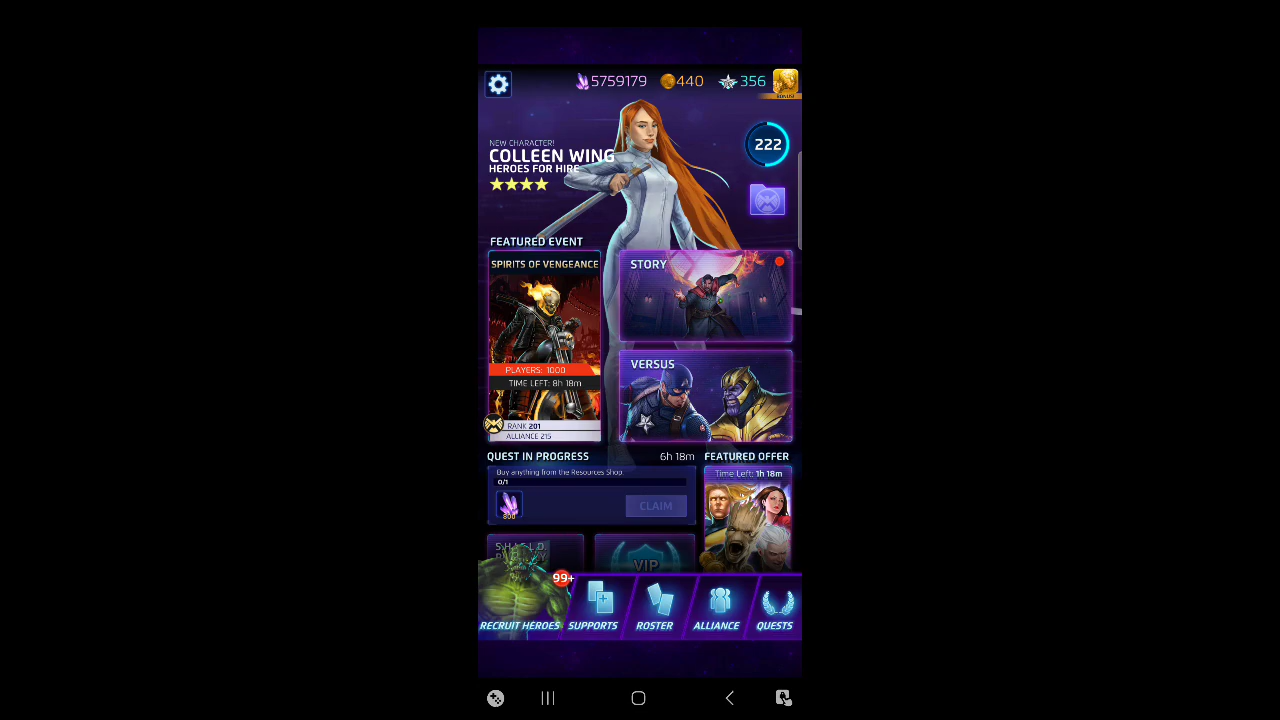 5759179 440 356
BONUS!
222
NEW CHARACTER!
COLLEEN WING
HEROES FOR HIRE
FEATURED EVENT
SPIRITS OF VENGEANCE
PLAYERS: 1000
TIME LEFT: 8h 18m
RANK 201
ALLIANCE 215
STORY
VERSUS
QUEST IN PROGRESS 6h 18m
Buy anything from the Resources Shop.
0/1
800
CLAIM
FEATURED OFFER
Time Left: 1h 18m
S.H.I.E.L.D.
VIP
99+
RECRUIT HEROES
SUPPORTS
ROSTER
ALLIANCE
QUESTS